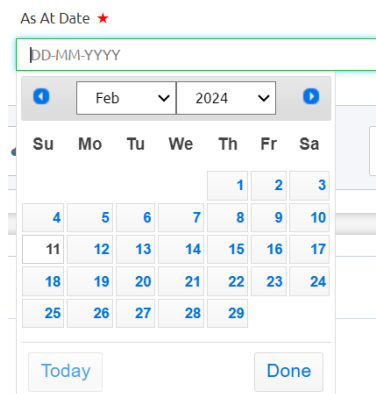 As At Date ★
DD-MM-YYYY
Feb 2024
Su Mo Tu We Th Fr Sa
1 2 3
4 5 6 7 8 9 10
11 12 13 14 15 16 17
18 19 20 21 22 23 24
25 26 27 28 29
Today Done